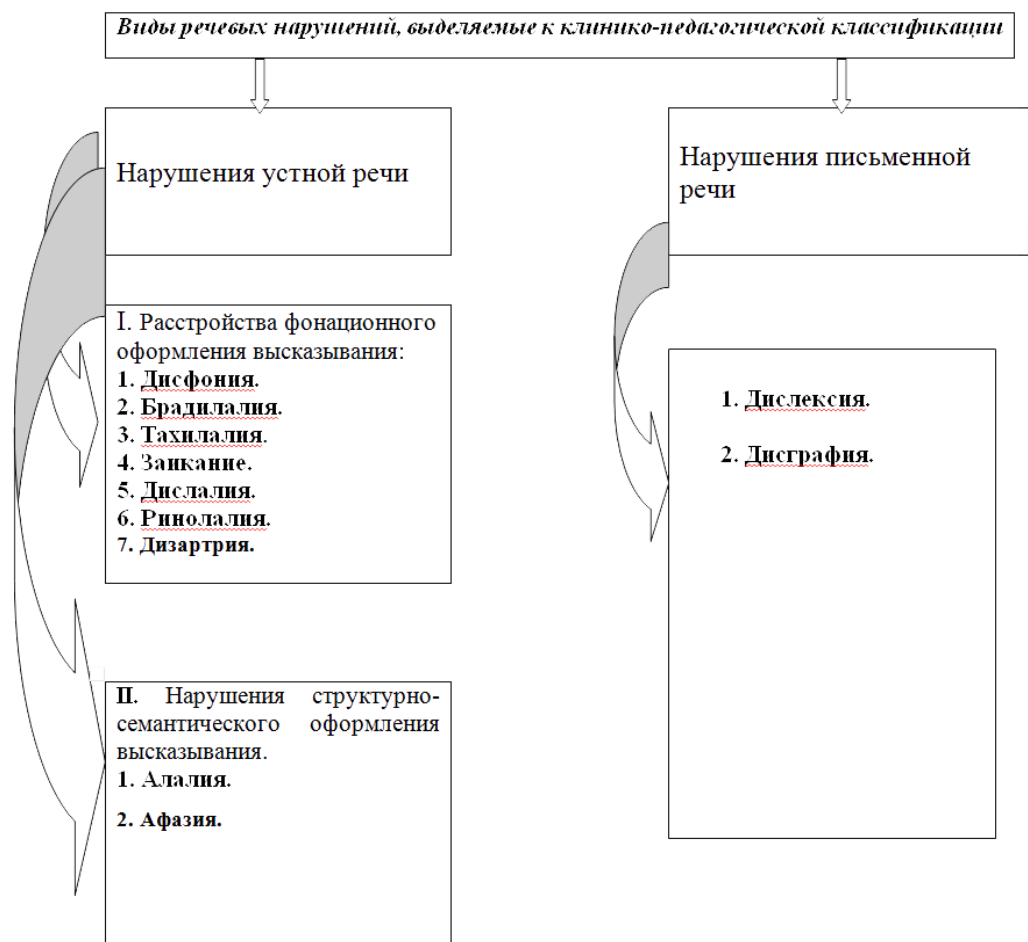 Виды речевых нарушений, выделяемые к клинико-педагогической классификации
Нарушения устной речи
Нарушения письменной
речи
I. Расстройства фонационного
оформления высказывания:
1. Дисфония.
2. Брадилалия.
3. Тахилалия.
4. Заикание.
5. Дислалия.
6. Ринолалия.
7. Дизартрия.
1. Дислексия.
2. Дисграфия.
II. Нарушения структурно-
семантического оформления
высказывания.
1. Алалия.
2. Афазия.